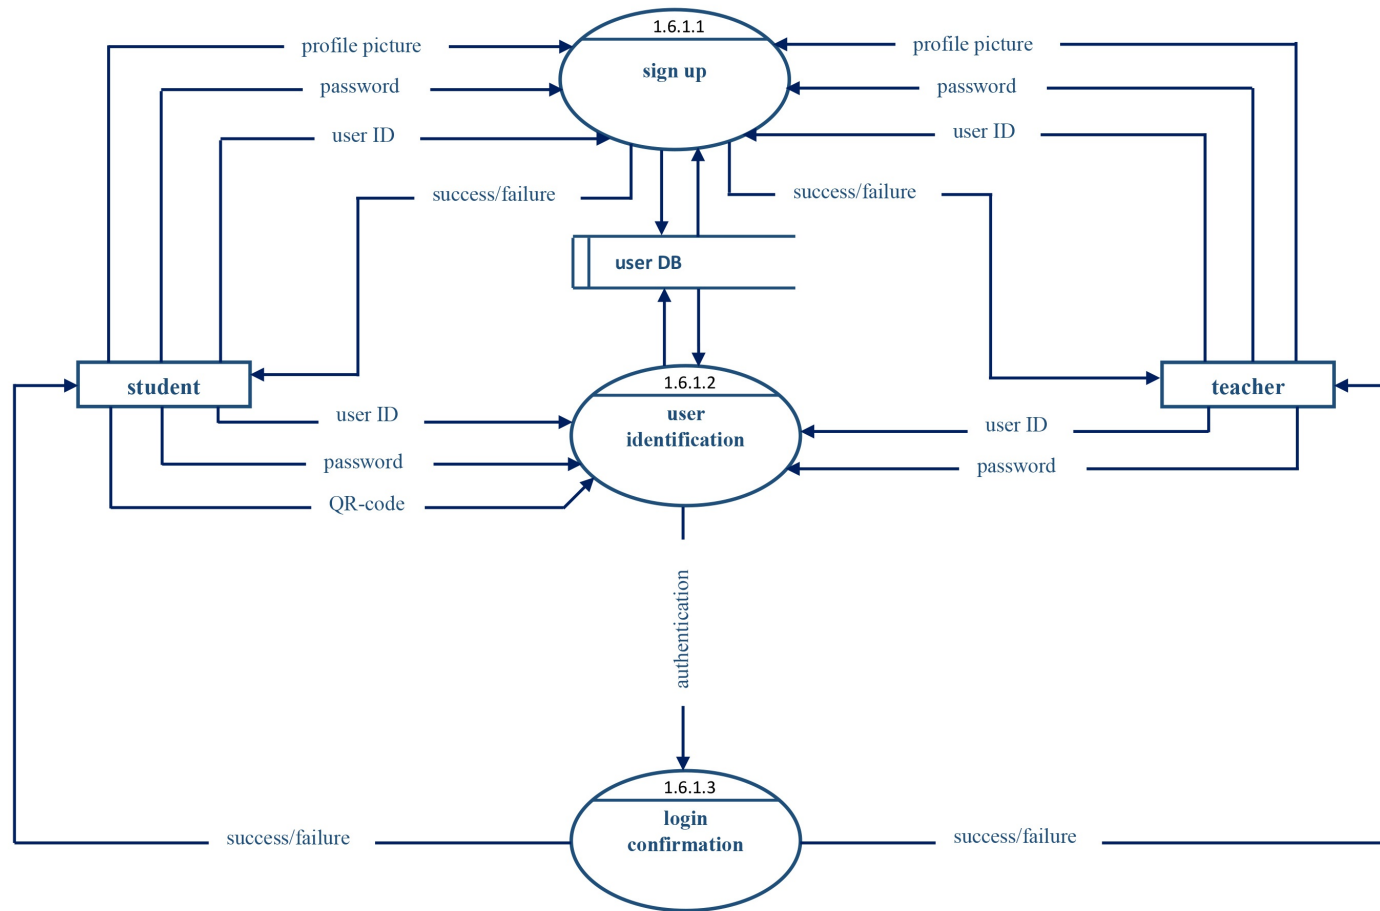 1.6.1.1
profile picture
profile picture
sign up
password
password
user ID
user ID
success/failure
success/failure
user DB
student
1.6.1.2
teacher
user ID
user
identification
user ID
password
password
QR-code
authentication
1.6.1.3
login
confirmation
success/failure
success/failure